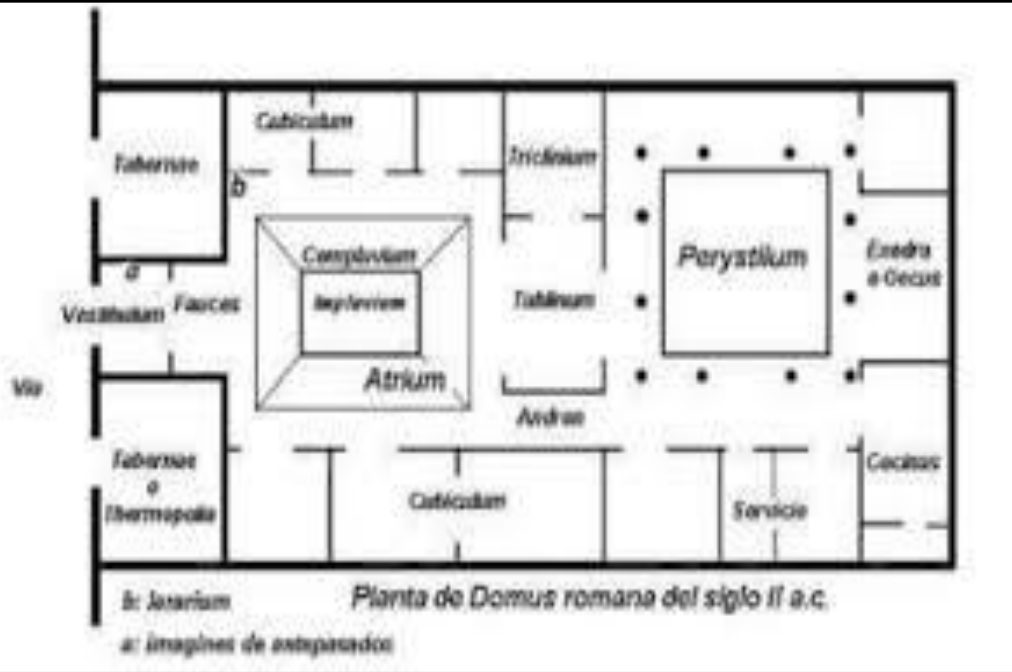 Cubiculum
Tabernae
Triclinium
b
Compluvium
Perystilum
Exedra
o Oecus
a
Fauces
Impluvium
Tablinum
Vestibulum
Via
Atrium
Andron
Tabernae
o
Thermopolia
Cubiculum
Servicio
Cocinas
b: lararium
Planta de Domus romana del siglo II a.c.
a: imagines de antepasados